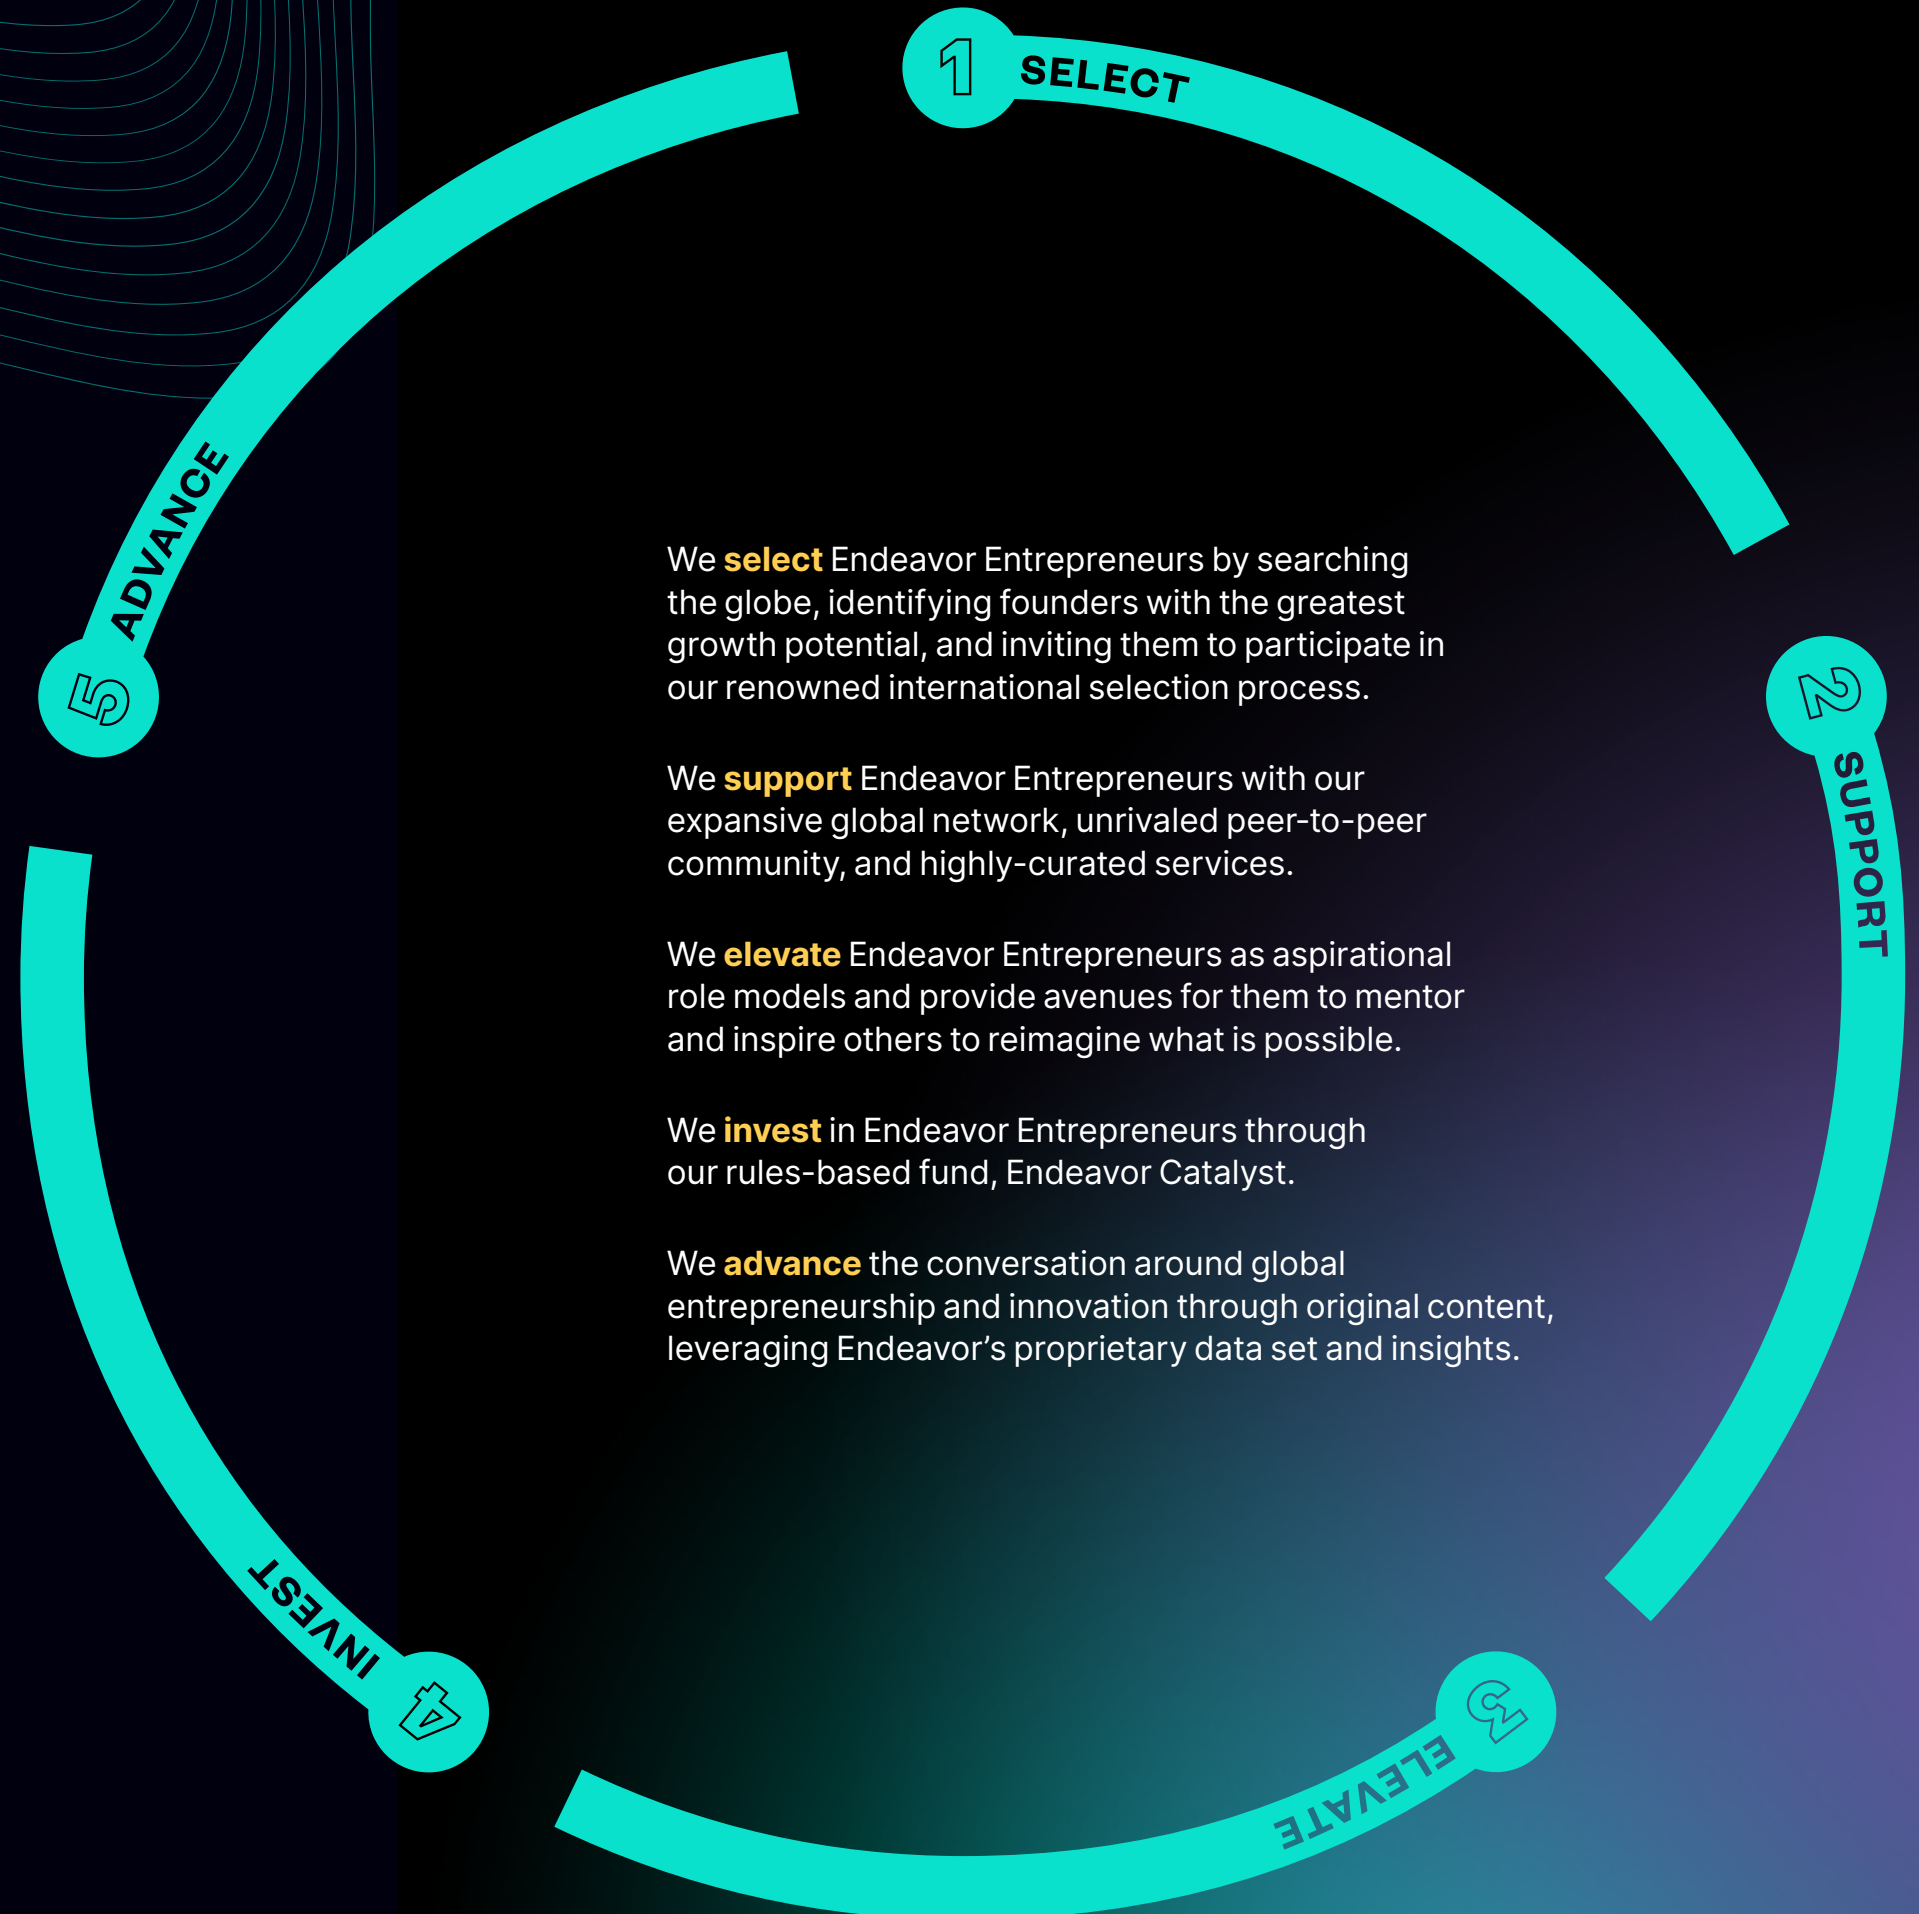 1 SELECT
2 SUPPORT
3 ELEVATE
4 INVEST
5 ADVANCE
We select Endeavor Entrepreneurs by searching
the globe, identifying founders with the greatest
growth potential, and inviting them to participate in
our renowned international selection process.
We support Endeavor Entrepreneurs with our
expansive global network, unrivaled peer-to-peer
community, and highly-curated services.
We elevate Endeavor Entrepreneurs as aspirational
role models and provide avenues for them to mentor
and inspire others to reimagine what is possible.
We invest in Endeavor Entrepreneurs through
our rules-based fund, Endeavor Catalyst.
We advance the conversation around global
entrepreneurship and innovation through original content,
leveraging Endeavor’s proprietary data set and insights.